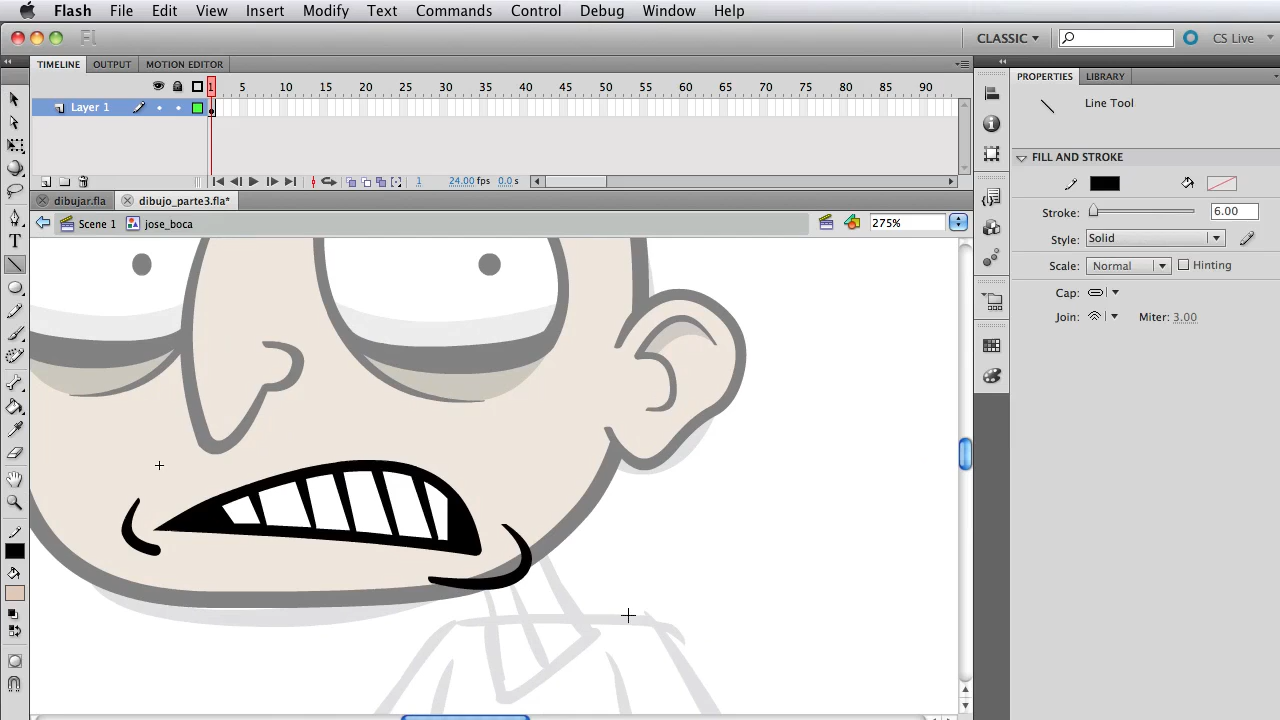 Flash File Edit View Insert Modify Text Commands Control Debug Window Help
Fl CLASSIC CS Live
TIMELINE OUTPUT MOTION EDITOR
1 5 10 15 20 25 30 35 40 45 50 55 60 65 70 75 80 85 90
Layer 1
1 24.00 fps 0.0 s
dibujar.fla dibujo_parte3.fla*
Scene 1 jose_boca 275%
PROPERTIES LIBRARY
Line Tool
FILL AND STROKE
Stroke: 6.00
Style: Solid
Scale: Normal Hinting
Cap:
Join: Miter: 3.00
T